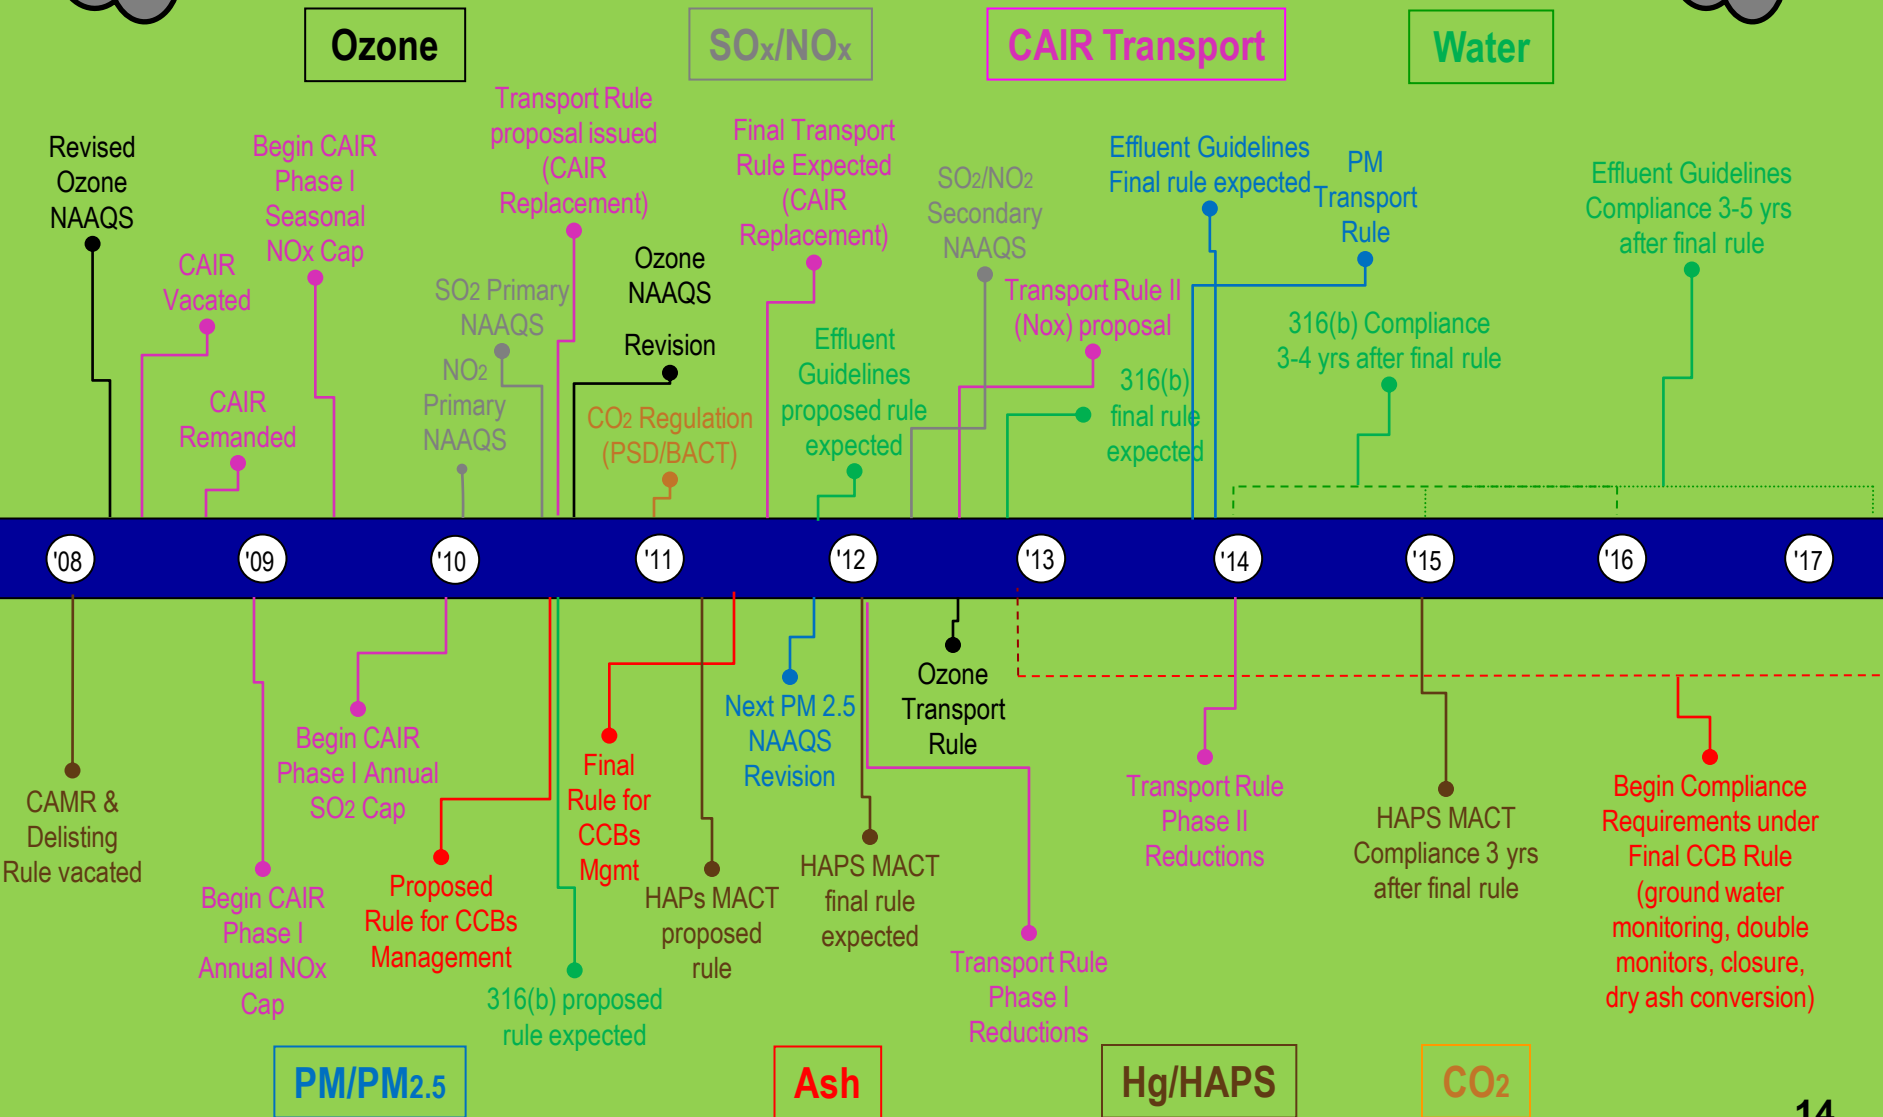 Ozone
SOx/NOx
CAIR Transport
Water
Revised
Ozone
NAAQS
CAIR
Vacated
Begin CAIR
Phase I
Seasonal
NOx Cap
CAIR
Remanded
Transport Rule
proposal issued
(CAIR
Replacement)
SO2 Primary
NAAQS
NO2
Primary
NAAQS
Ozone
NAAQS
Revision
CO2 Regulation
(PSD/BACT)
Final Transport
Rule Expected
(CAIR
Replacement)
Effluent
Guidelines
proposed rule
expected
SO2/NO2
Secondary
NAAQS
Transport Rule II
(Nox) proposal
316(b)
final rule
expected
Effluent Guidelines
Final rule expected
PM
Transport
Rule
316(b) Compliance
3-4 yrs after final rule
Effluent Guidelines
Compliance 3-5 yrs
after final rule
'08
'09
'10
'11
'12
'13
'14
'15
'16
'17
CAMR &
Delisting
Rule vacated
Begin CAIR
Phase I
Annual NOx
Cap
Begin CAIR
Phase I Annual
SO2 Cap
Proposed
Rule for CCBs
Management
316(b) proposed
rule expected
Final
Rule for
CCBs
Mgmt
HAPs MACT
proposed
rule
Next PM 2.5
NAAQS
Revision
HAPS MACT
final rule
expected
Ozone
Transport
Rule
Transport Rule
Phase I
Reductions
Transport Rule
Phase II
Reductions
HAPS MACT
Compliance 3 yrs
after final rule
Begin Compliance
Requirements under
Final CCB Rule
(ground water
monitoring, double
monitors, closure,
dry ash conversion)
PM/PM2.5
Ash
Hg/HAPS
CO2
14